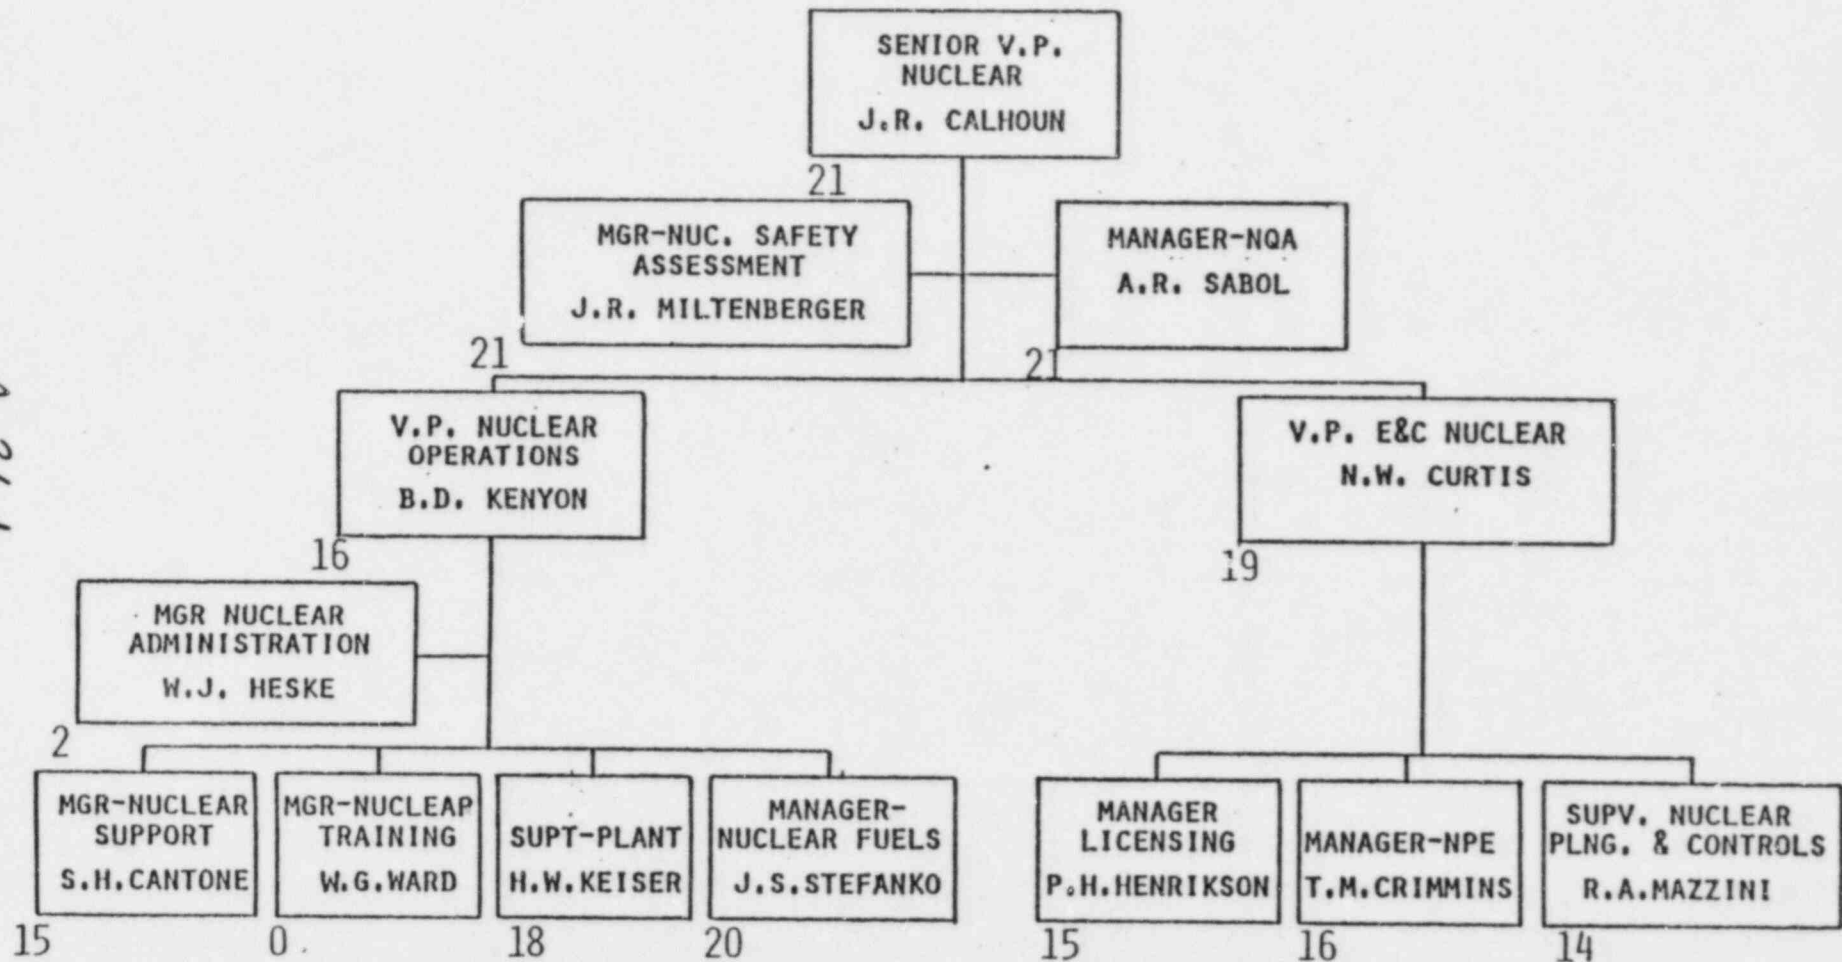 SENIOR V.P.
NUCLEAR
J.R. CALHOUN
21
MGR-NUC. SAFETY
ASSESSMENT
J.R. MILTENBERGER
21
MANAGER-NQA
A.R. SABOL
21
V.P. NUCLEAR
OPERATIONS
B.D. KENYON
16
V.P. E&C NUCLEAR
N.W. CURTIS
19
MGR NUCLEAR
ADMINISTRATION
W.J. HESKE
2
MGR-NUCLEAR
SUPPORT
S.H.CANTONE
15
MGR-NUCLEAP
TRAINING
W.G.WARD
0
SUPT-PLANT
H.W.KEISER
18
MANAGER-
NUCLEAR FUELS
J.S.STEFANKO
20
MANAGER
LICENSING
P.H.HENRIKSON
15
MANAGER-NPE
T.M.CRIMMINS
16
SUPV. NUCLEAR
PLNG. & CONTROLS
R.A.MAZZINI
14